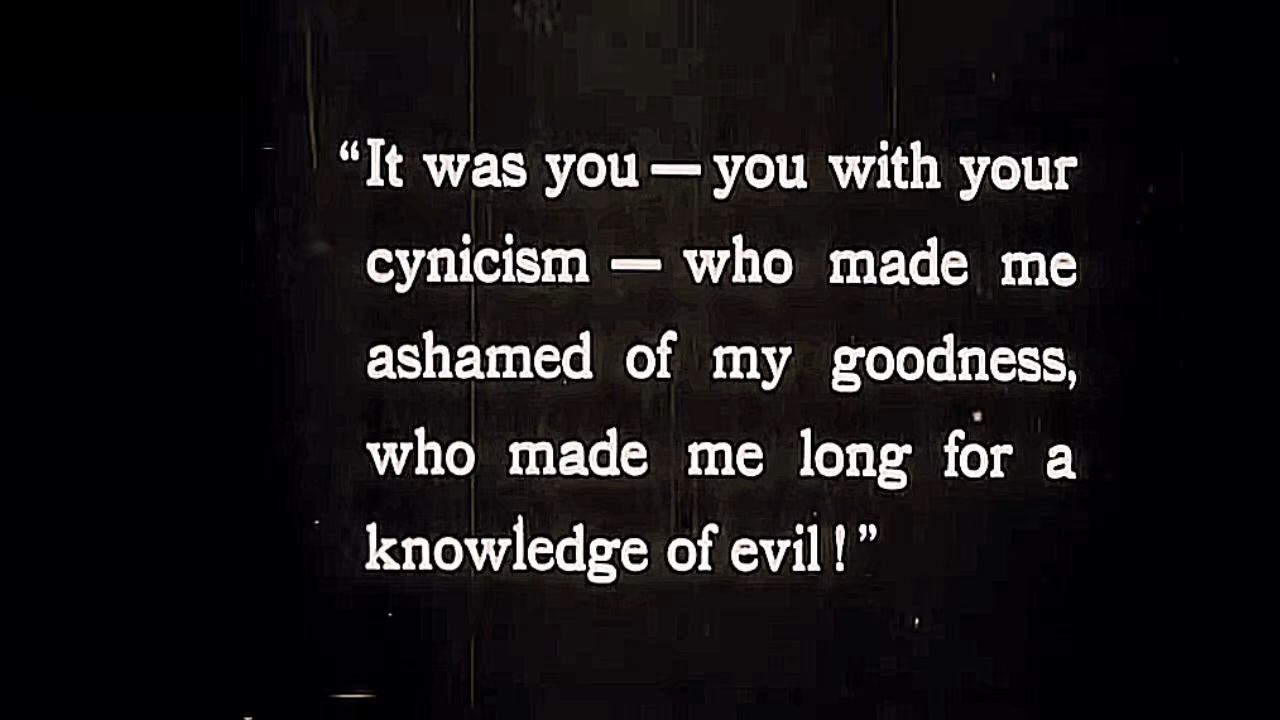 “It was you — you with your
cynicism — who made me
ashamed of my goodness,
who made me long for a
knowledge of evil!”